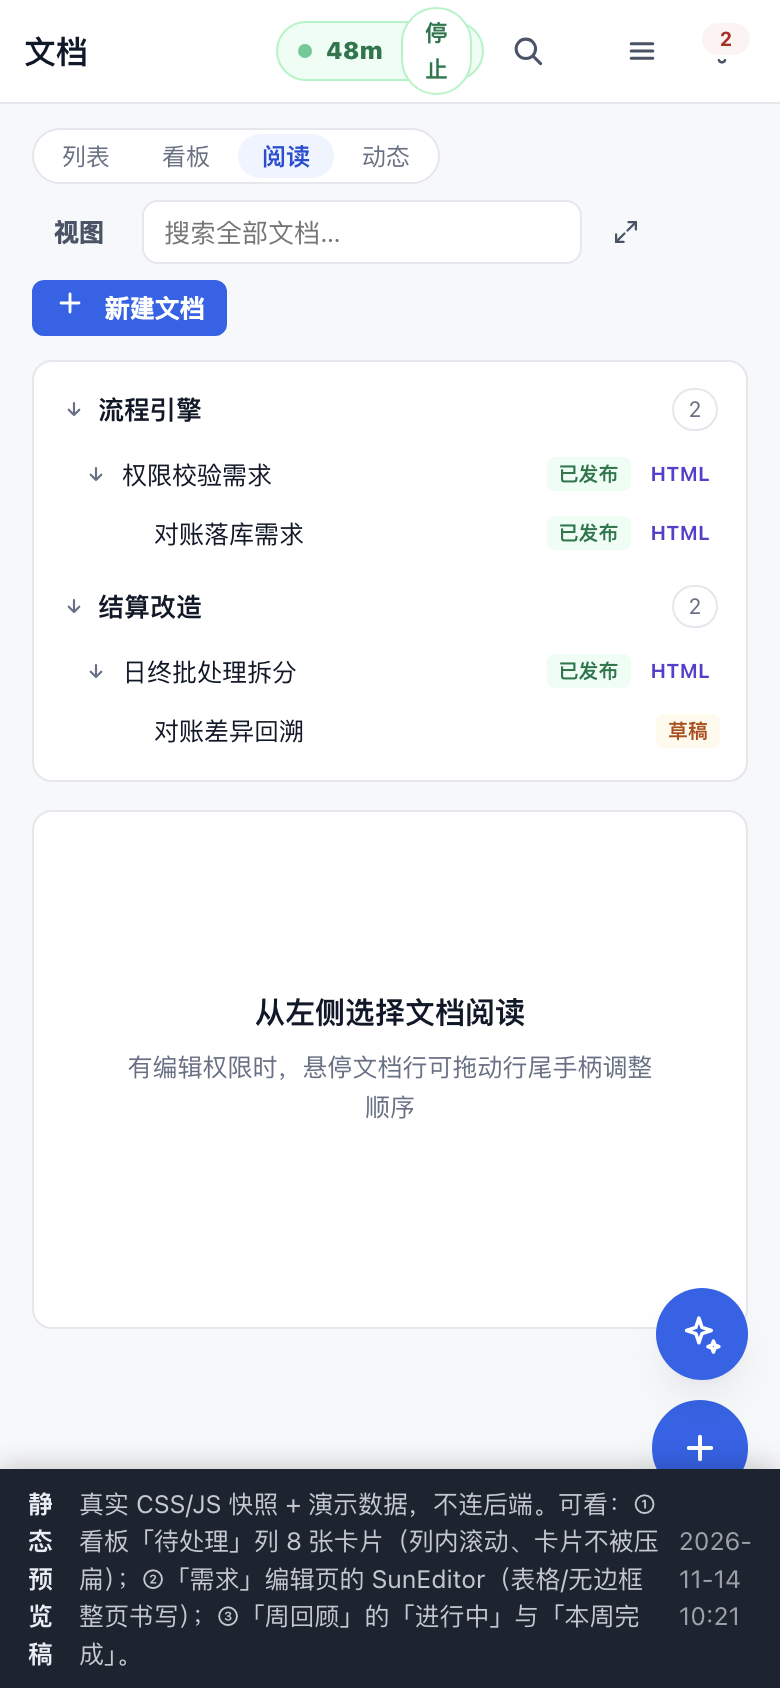 文档
48m
停
止
2
列表 看板 阅读 动态
视图 搜索全部文档...
新建文档
流程引擎 2
权限校验需求 已发布 HTML
对账落库需求 已发布 HTML
结算改造 2
日终批处理拆分 已发布 HTML
对账差异回溯 草稿
从左侧选择文档阅读
有编辑权限时，悬停文档行可拖动行尾手柄调整
顺序
静
态
预
览
稿
真实 CSS/JS 快照 + 演示数据，不连后端。可看：①
看板「待处理」列 8 张卡片（列内滚动、卡片不被压
扁）；②「需求」编辑页的 SunEditor（表格/无边框
整页书写）；③「周回顾」的「进行中」与「本周完
成」。
2026-
11-14
10:21